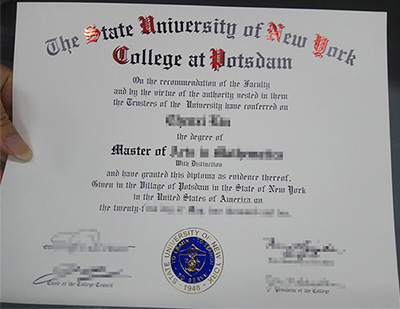 The State University of New York
College at Potsdam
On the recommendation of the Faculty
and by the virtue of the authority vested in them
the Trustees of the University have conferred on
the degree of
Master of
With Distinction
and have granted this diploma as evidence thereof.
Given in the Village of Potsdam in the State of New York
in the United States of America on
the twenty-
STATE UNIVERSITY OF NEW YORK
1948
Chair of the College Council
President of the College